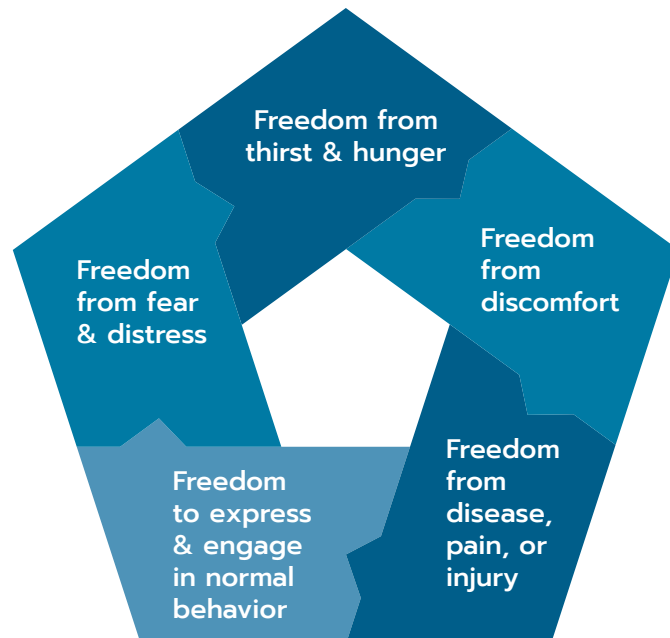 Freedom from
thirst & hunger
Freedom
from
discomfort
Freedom
from
disease,
pain, or
injury
Freedom
to express
& engage
in normal
behavior
Freedom
from fear
& distress